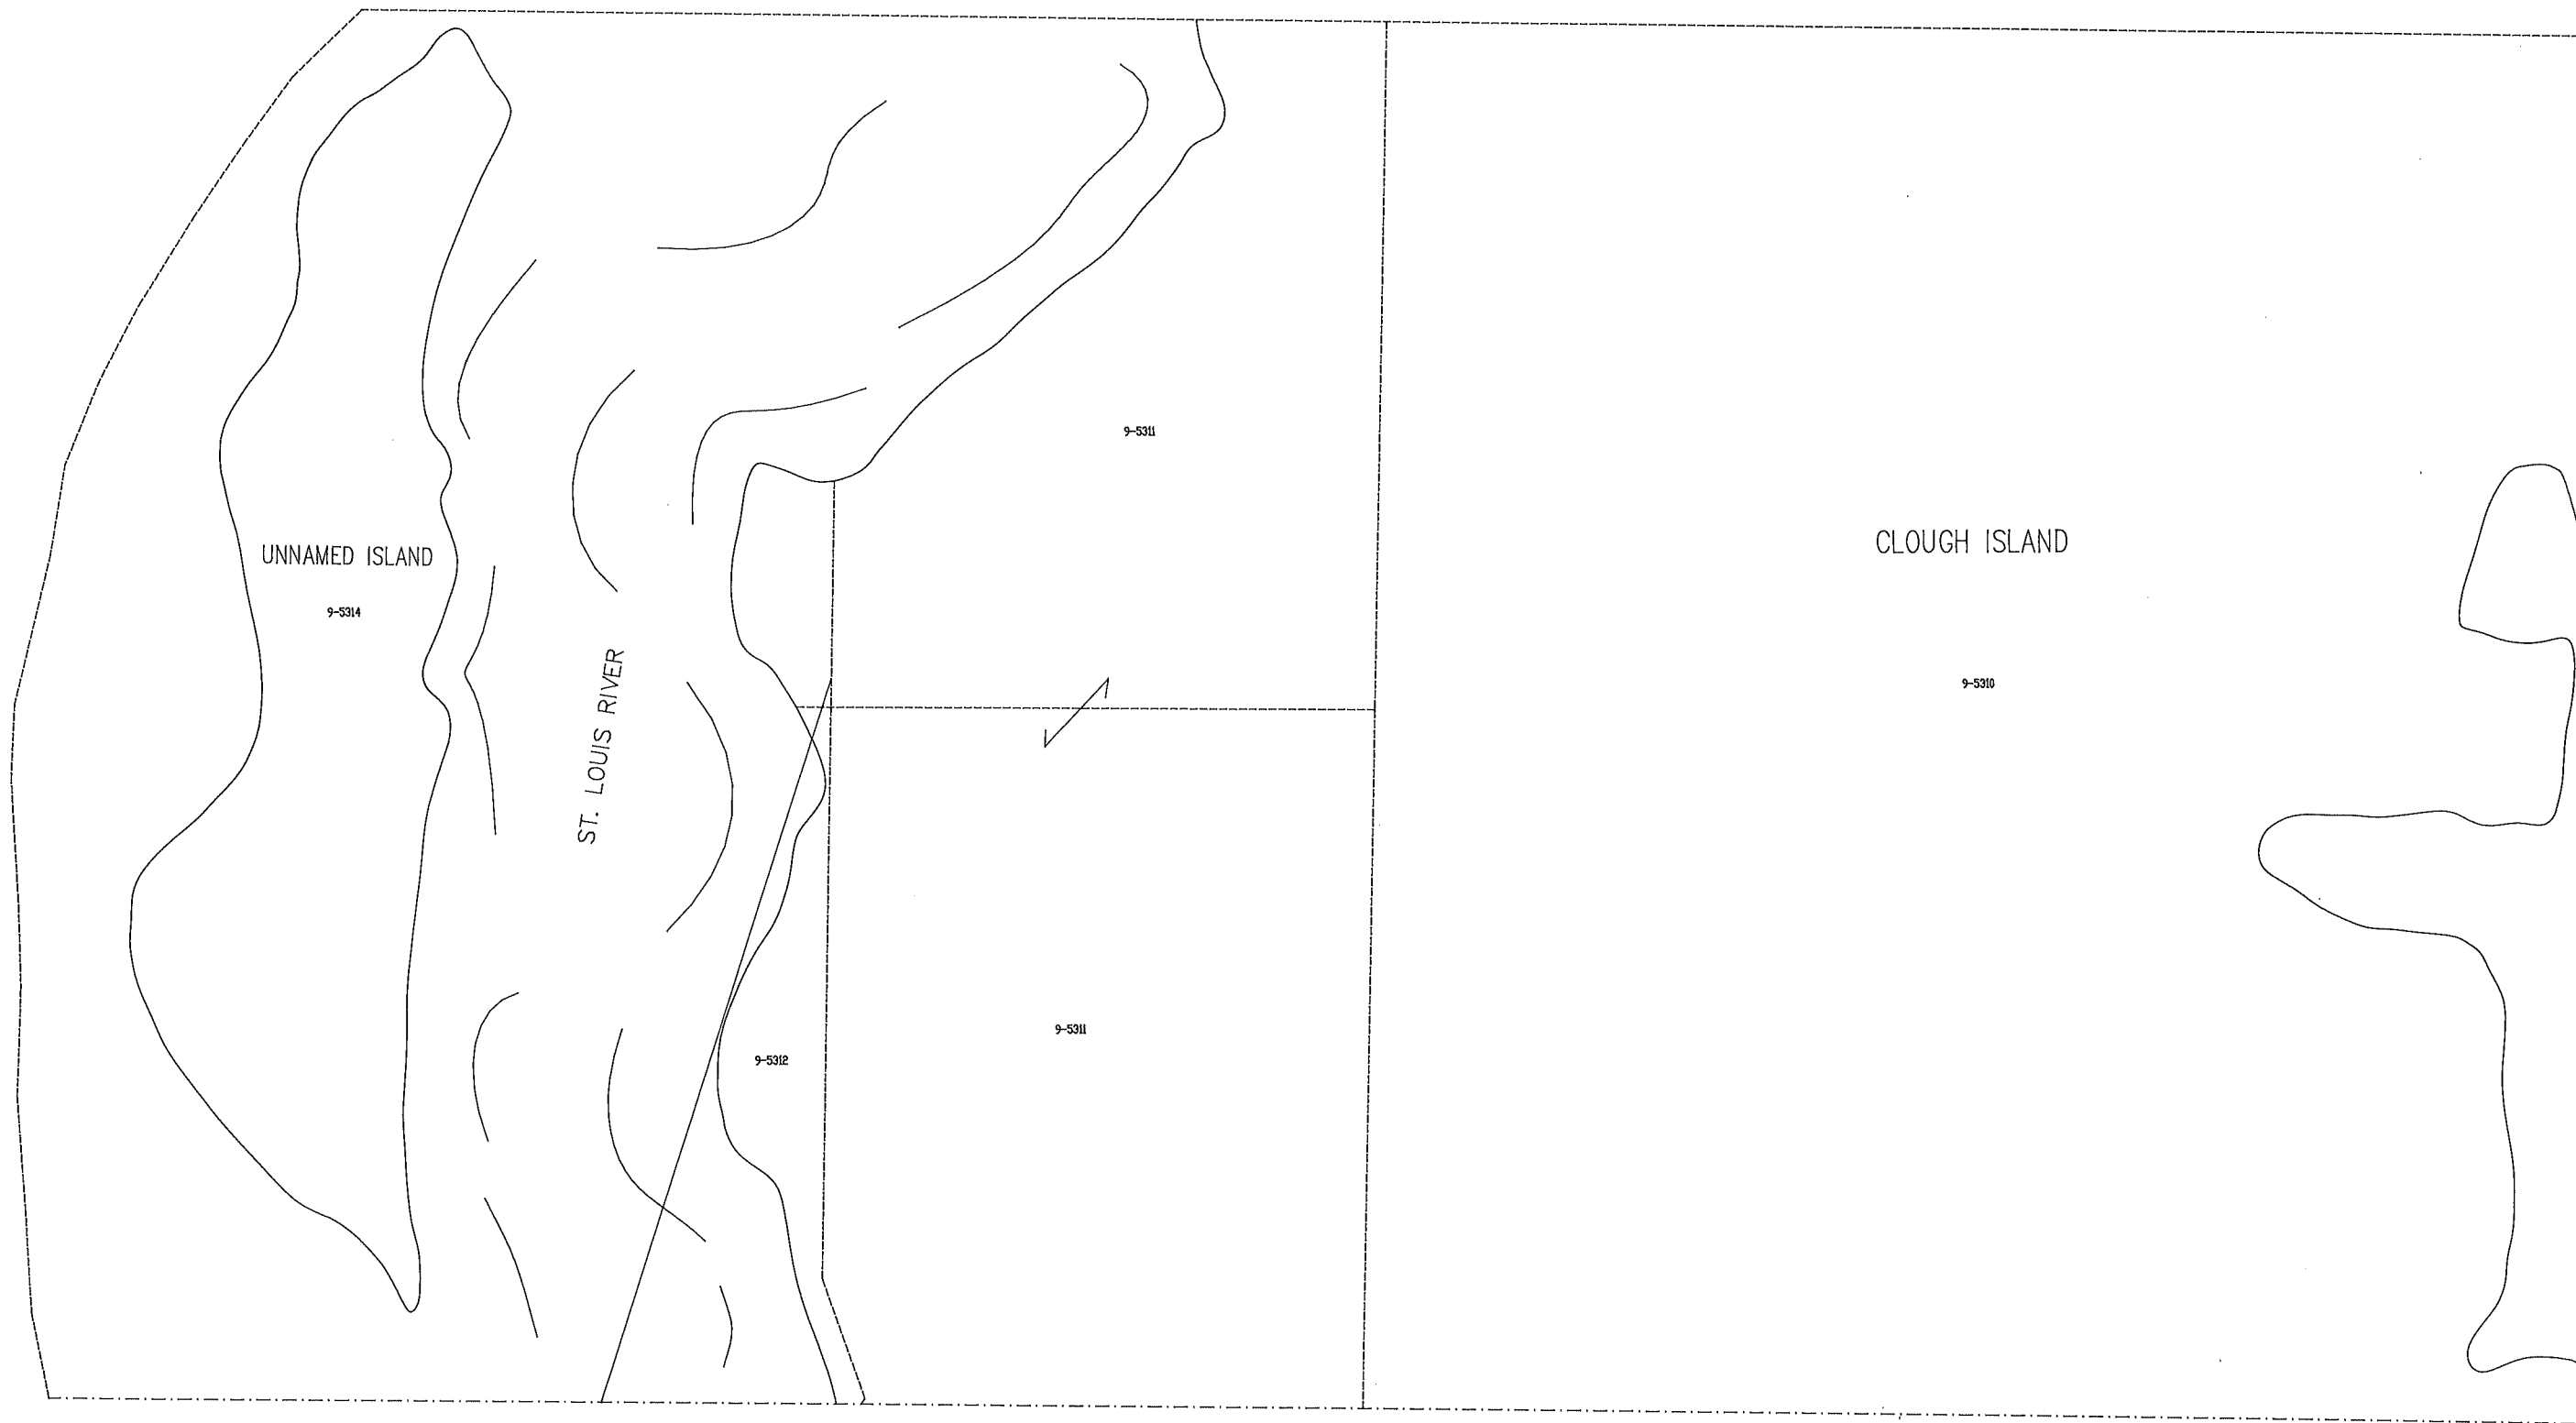 9-5311
CLOUGH ISLAND
UNNAMED ISLAND
9-5314
9-5310
ST. LOUIS RIVER
9-5311
9-5312